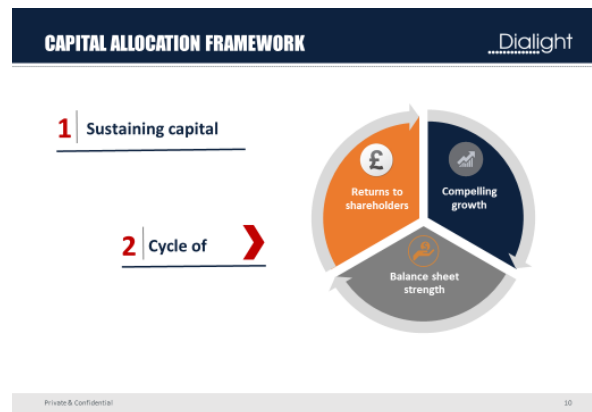 CAPITAL ALLOCATION FRAMEWORK
Dialight
1 Sustaining capital
2 Cycle of
£
Returns to
shareholders
Compelling
growth
Balance sheet
strength
Private & Confidential
10